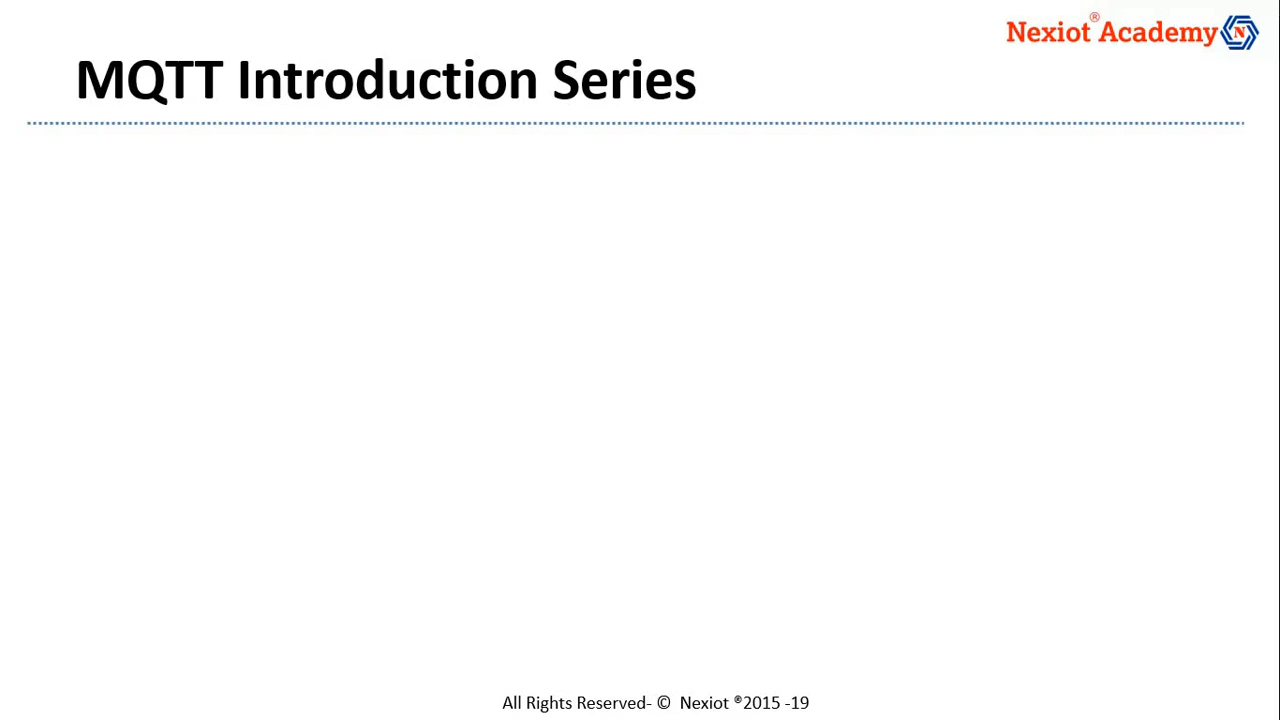 Nexiot® Academy N
MQTT Introduction Series
All Rights Reserved- © Nexiot ®2015 -19